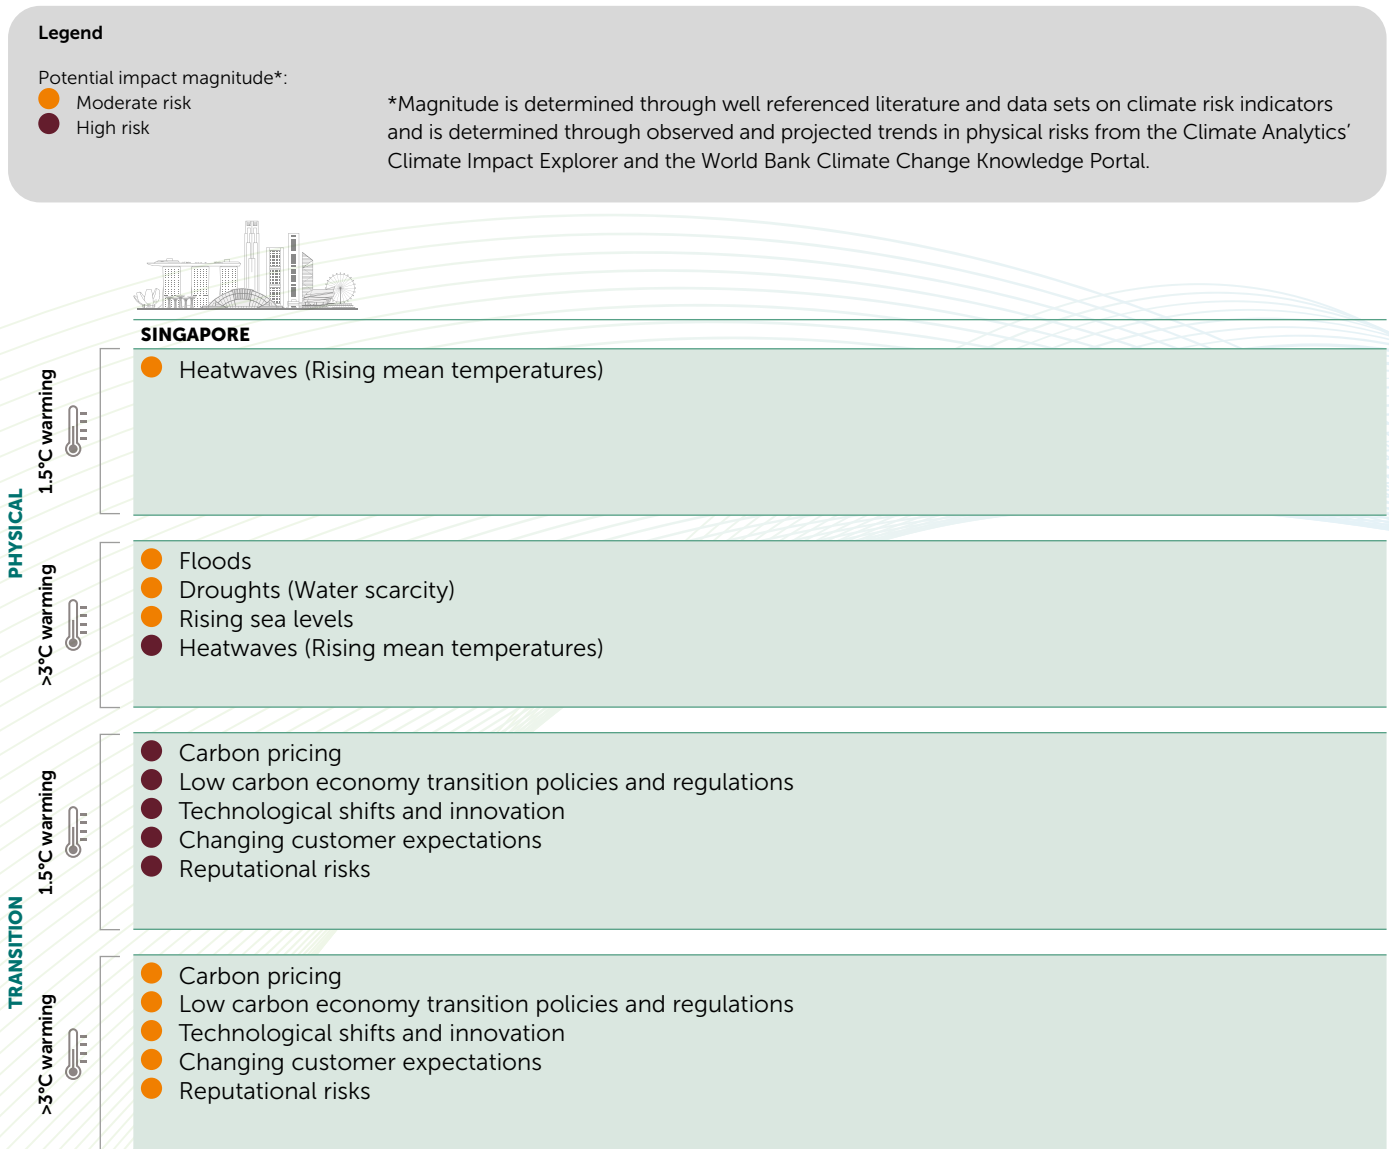 Legend
Potential impact magnitude*:
Moderate risk
High risk
*Magnitude is determined through well referenced literature and data sets on climate risk indicators
and is determined through observed and projected trends in physical risks from the Climate Analytics’
Climate Impact Explorer and the World Bank Climate Change Knowledge Portal.
SINGAPORE
PHYSICAL
1.5°C warming
Heatwaves (Rising mean temperatures)
>3°C warming
Floods
Droughts (Water scarcity)
Rising sea levels
Heatwaves (Rising mean temperatures)
TRANSITION
1.5°C warming
Carbon pricing
Low carbon economy transition policies and regulations
Technological shifts and innovation
Changing customer expectations
Reputational risks
>3°C warming
Carbon pricing
Low carbon economy transition policies and regulations
Technological shifts and innovation
Changing customer expectations
Reputational risks